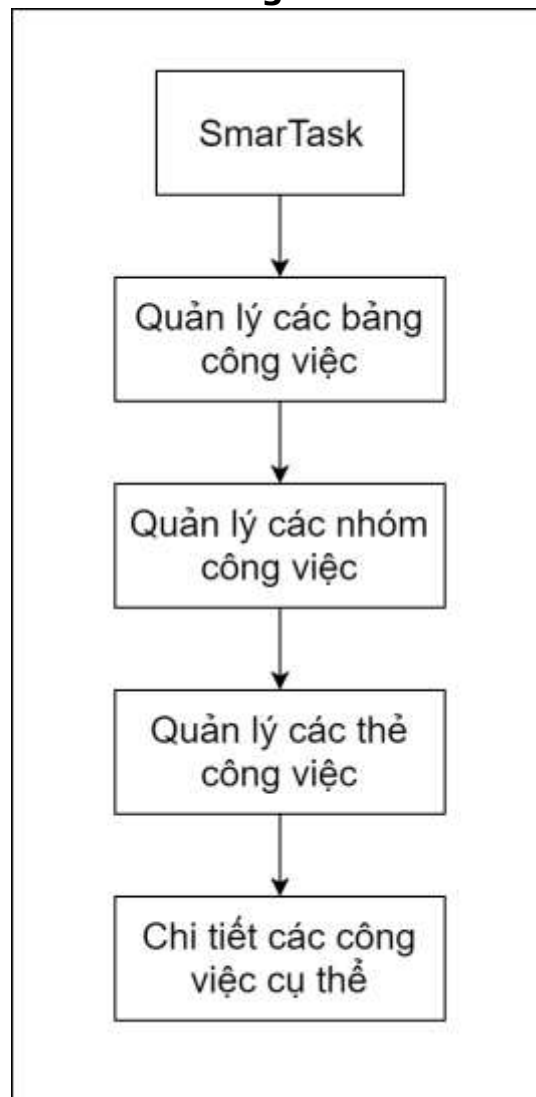 SmarTask
Quản lý các bảng
công việc
Quản lý các nhóm
công việc
Quản lý các thẻ
công việc
Chi tiết các công
việc cụ thể